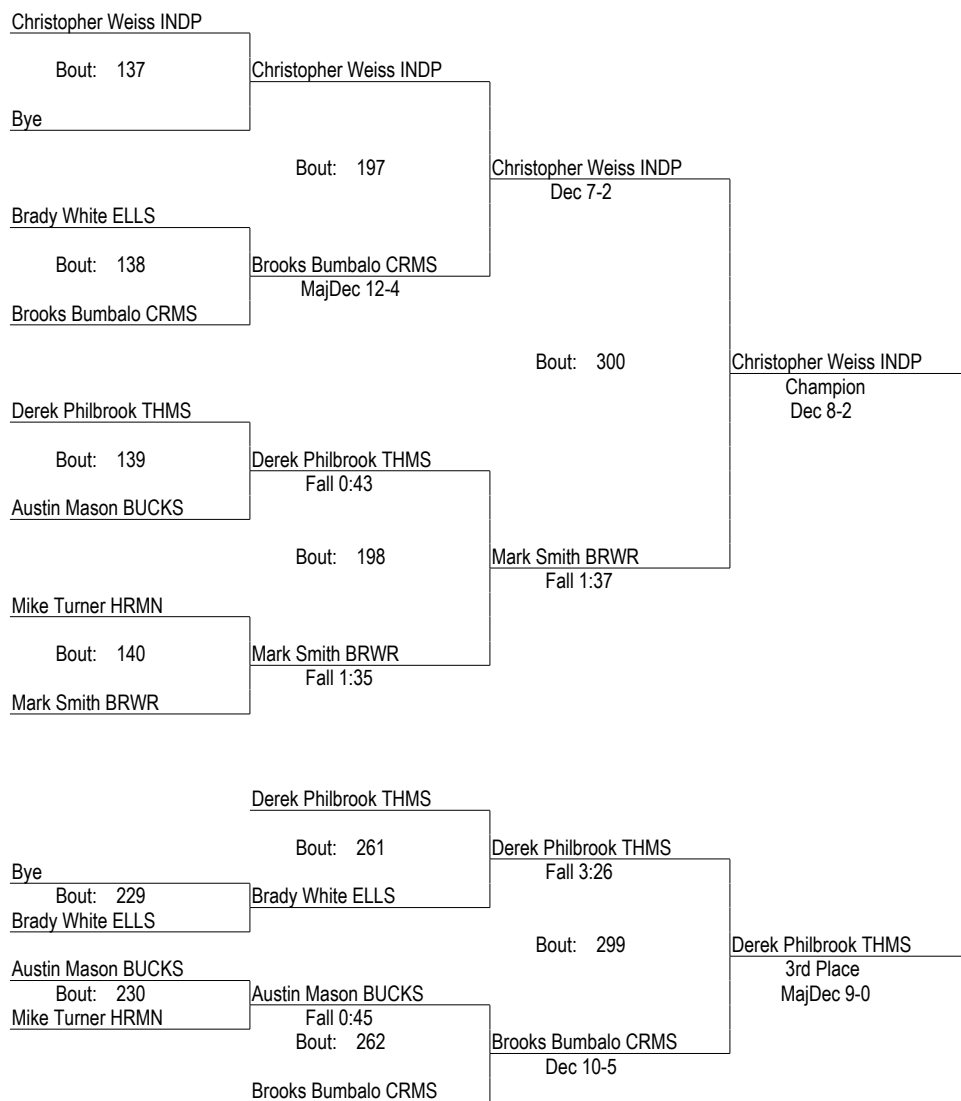 Christopher Weiss INDP
Bout: 137
Christopher Weiss INDP
Bye
Bout: 197
Christopher Weiss INDP
Dec 7-2
Brady White ELLS
Bout: 138
Brooks Bumbalo CRMS
MajDec 12-4
Brooks Bumbalo CRMS
Bout: 300
Christopher Weiss INDP
Champion
Dec 8-2
Derek Philbrook THMS
Bout: 139
Derek Philbrook THMS
Fall 0:43
Austin Mason BUCKS
Bout: 198
Mark Smith BRWR
Fall 1:37
Mike Turner HRMN
Bout: 140
Mark Smith BRWR
Fall 1:35
Mark Smith BRWR
Derek Philbrook THMS
Bout: 261
Derek Philbrook THMS
Fall 3:26
Bye
Bout: 229
Brady White ELLS
Brady White ELLS
Bout: 299
Derek Philbrook THMS
3rd Place
MajDec 9-0
Austin Mason BUCKS
Bout: 230
Austin Mason BUCKS
Mike Turner HRMN
Fall 0:45
Bout: 262
Brooks Bumbalo CRMS
Dec 10-5
Brooks Bumbalo CRMS